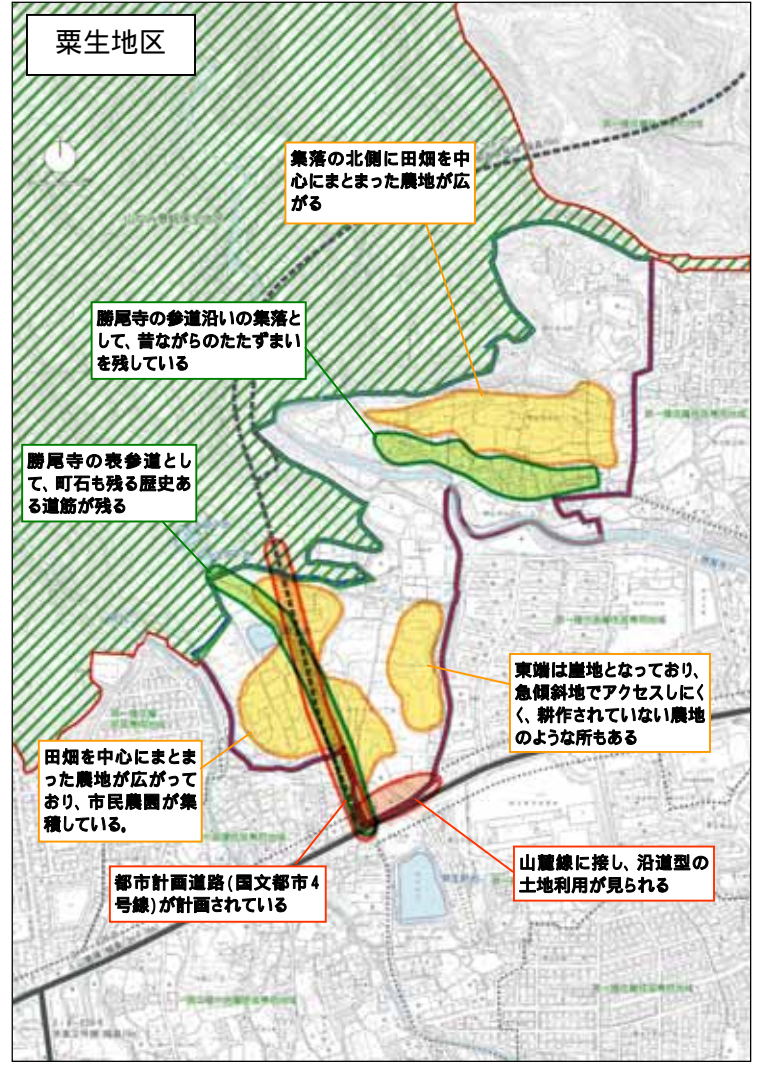 粟生地区
集落の北側に田畑を中
心にまとまった農地が広
がる
勝尾寺の参道沿いの集落と
して、昔ながらのたたずまい
を残している
勝尾寺の表参道とし
て、町石も残る歴史あ
る道筋が残る
東端は崖地となっており、
急傾斜地でアクセスしにく
く、耕作されていない農地
のような所もある
田畑を中心にまとま
った農地が広がって
おり、市民農園が集
積している。
都市計画道路(国文都市4
号線)が計画されている
山麓線に接し、沿道型の
土地利用が見られる